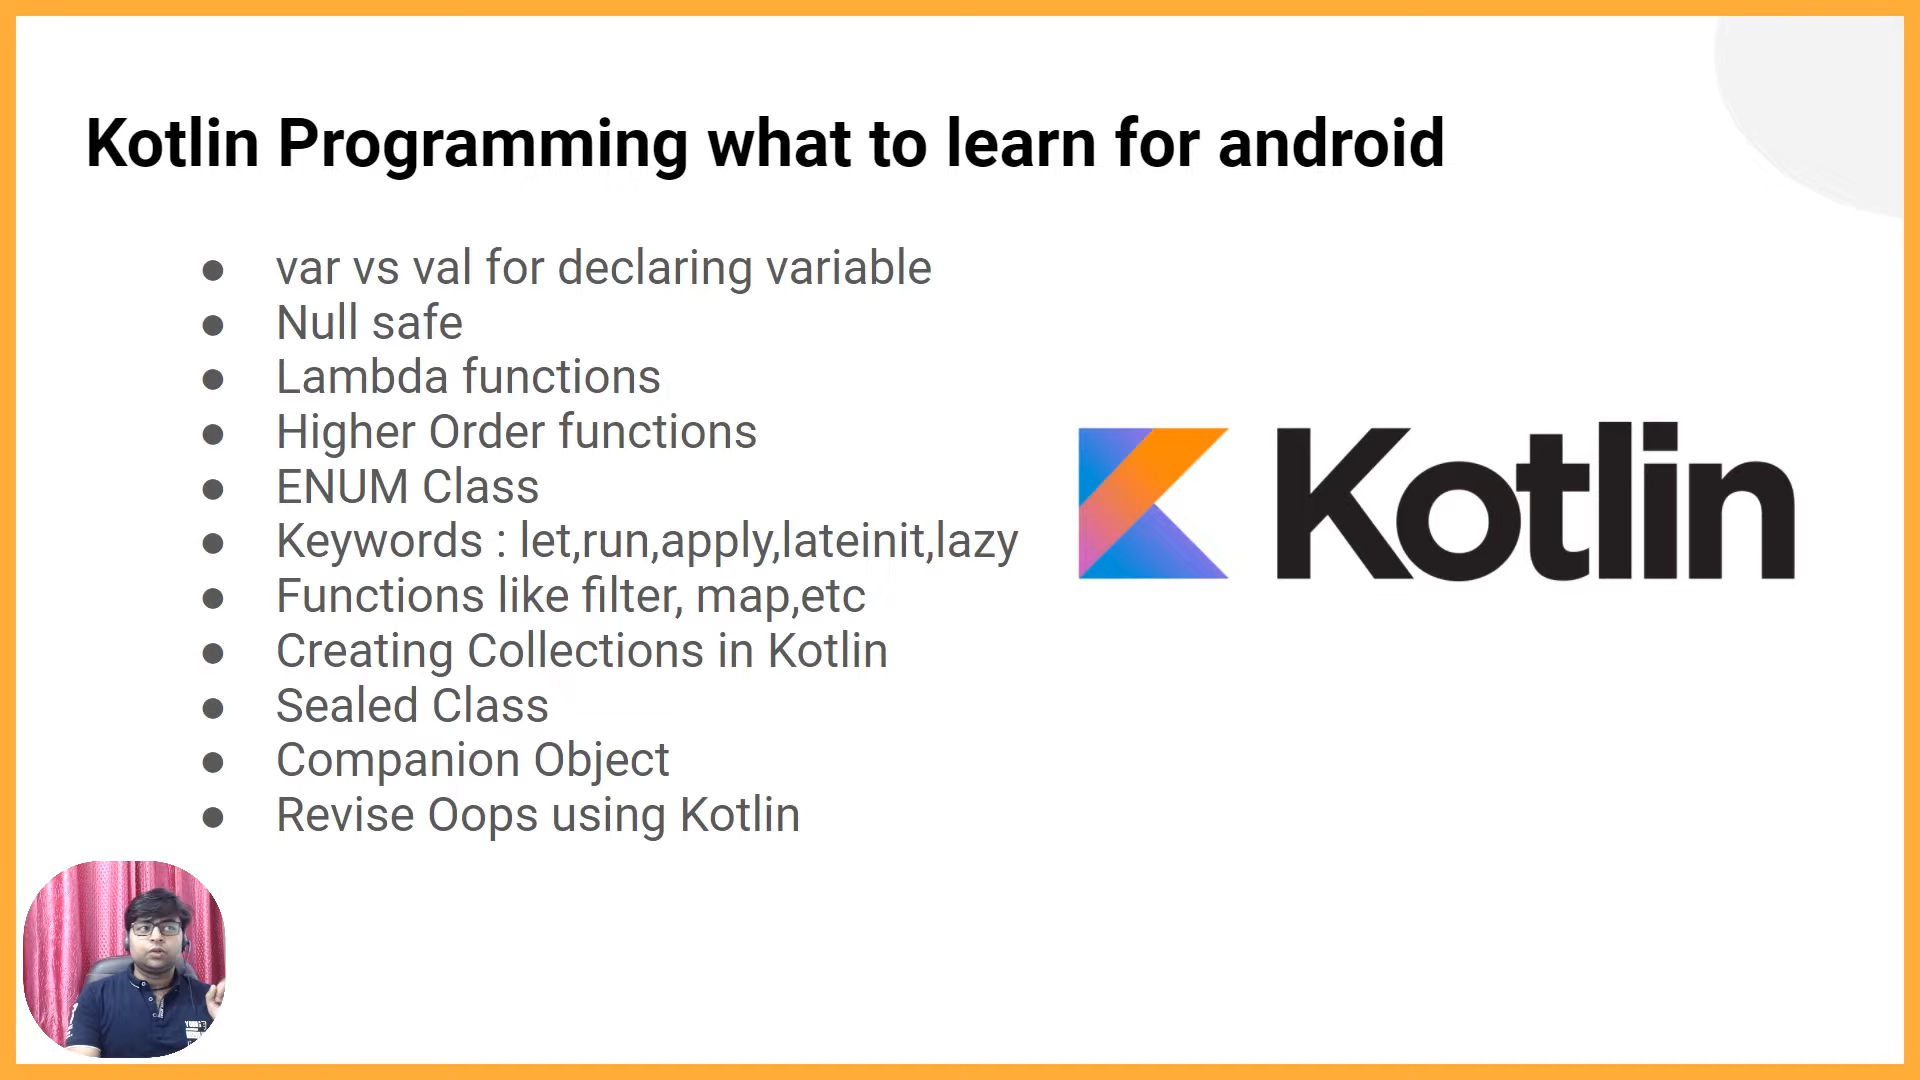 Kotlin Programming what to learn for android
● var vs val for declaring variable
● Null safe
● Lambda functions
● Higher Order functions
● ENUM Class
● Keywords : let,run,apply,lateinit,lazy
● Functions like filter, map,etc
● Creating Collections in Kotlin
● Sealed Class
● Companion Object
● Revise Oops using Kotlin
Kotlin